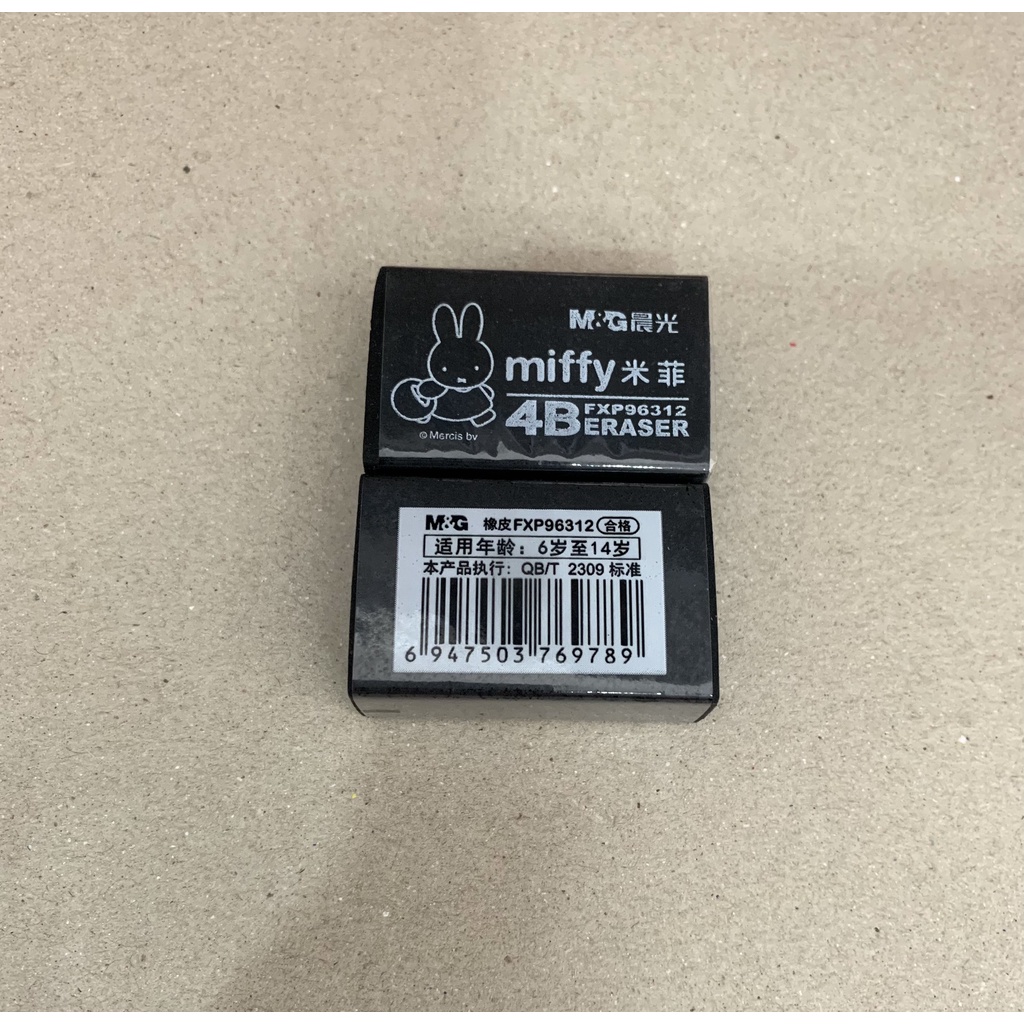 M&G晨光
miffy米菲
4B FXP96312
ERASER
© Mercis bv
M&G 橡皮FXP96312 合格
适用年龄：6岁至14岁
本产品执行：QB/T 2309 标准
6 947503 769789